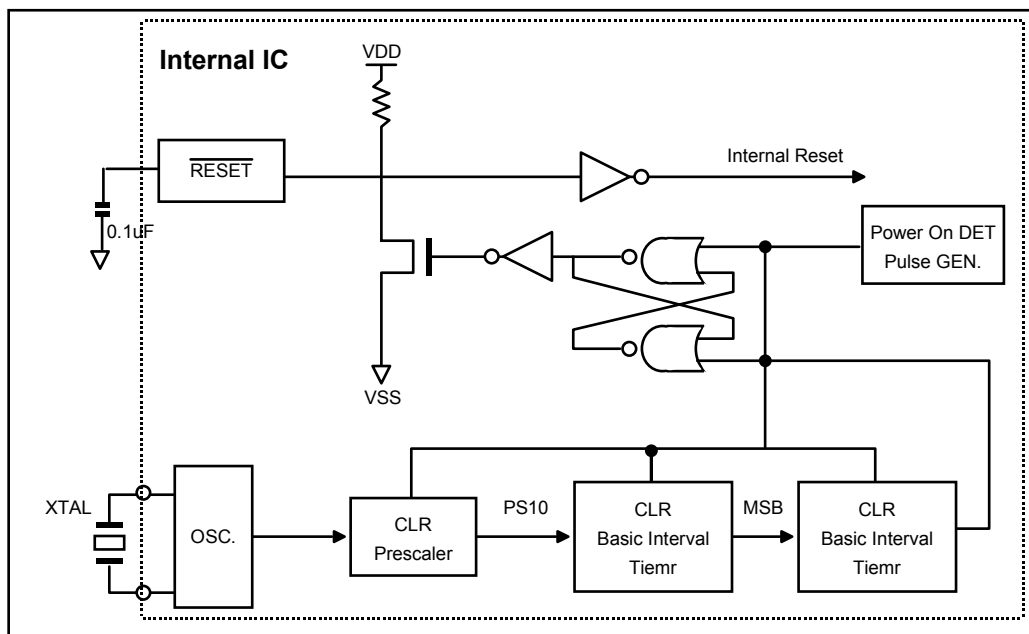 Internal IC
VDD
RESET
Internal Reset
0.1uF
Power On DET
Pulse GEN.
VSS
XTAL
OSC.
CLR
Prescaler
PS10
CLR
Basic Interval
Tiemr
MSB
CLR
Basic Interval
Tiemr